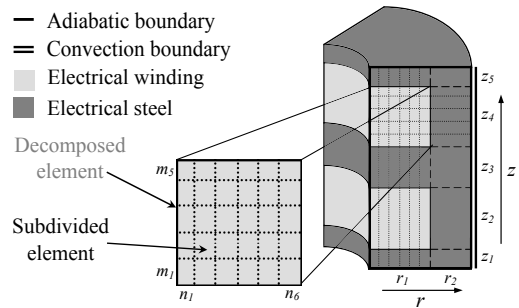 Adiabatic boundary
Convection boundary
Electrical winding
Electrical steel
Decomposed
element
Subdivided
element
m5
m1
n1
n6
z5
z4
z3
z2
z1
z
r1
r2
r